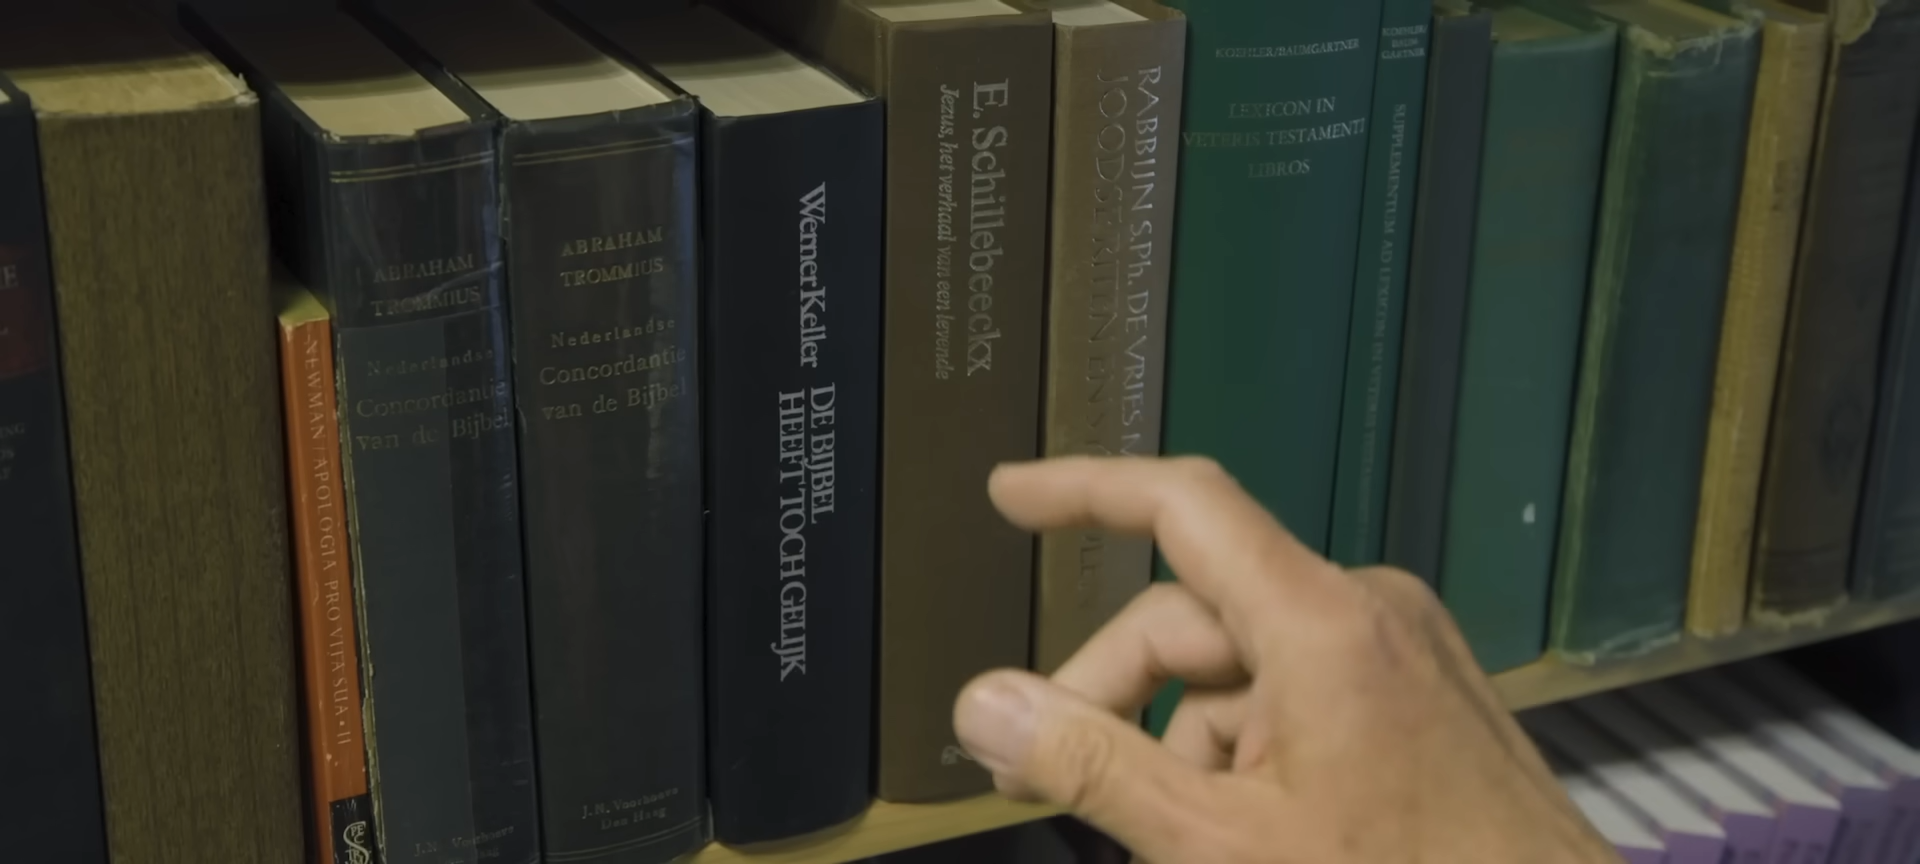 NEWMAN / APOLOGIA PRO VITA SUA • II
ABRAHAM
TROMMIUS
Nederlandse
Concordantie
van de Bijbel
ABRAHAM
TROMMIUS
Nederlandse
Concordantie
van de Bijbel
J.N. Voorhoeve
Den Haag
Werner Keller
DE BIJBEL
HEEFT TOCH GELIJK
E. Schillebeeckx
Jezus, het verhaal van een levende
RABBIJN S.PH. DE VRIES
JOODSE RITEN EN
KOEHLER/BAUMGARTNER
LEXICON IN
VETERIS TESTAMENTI
LIBROS
KOEHLER/
BAUM
GARTNER
SUPPLEMENTUM AD LEXICON IN VETERIS TESTAMENTI